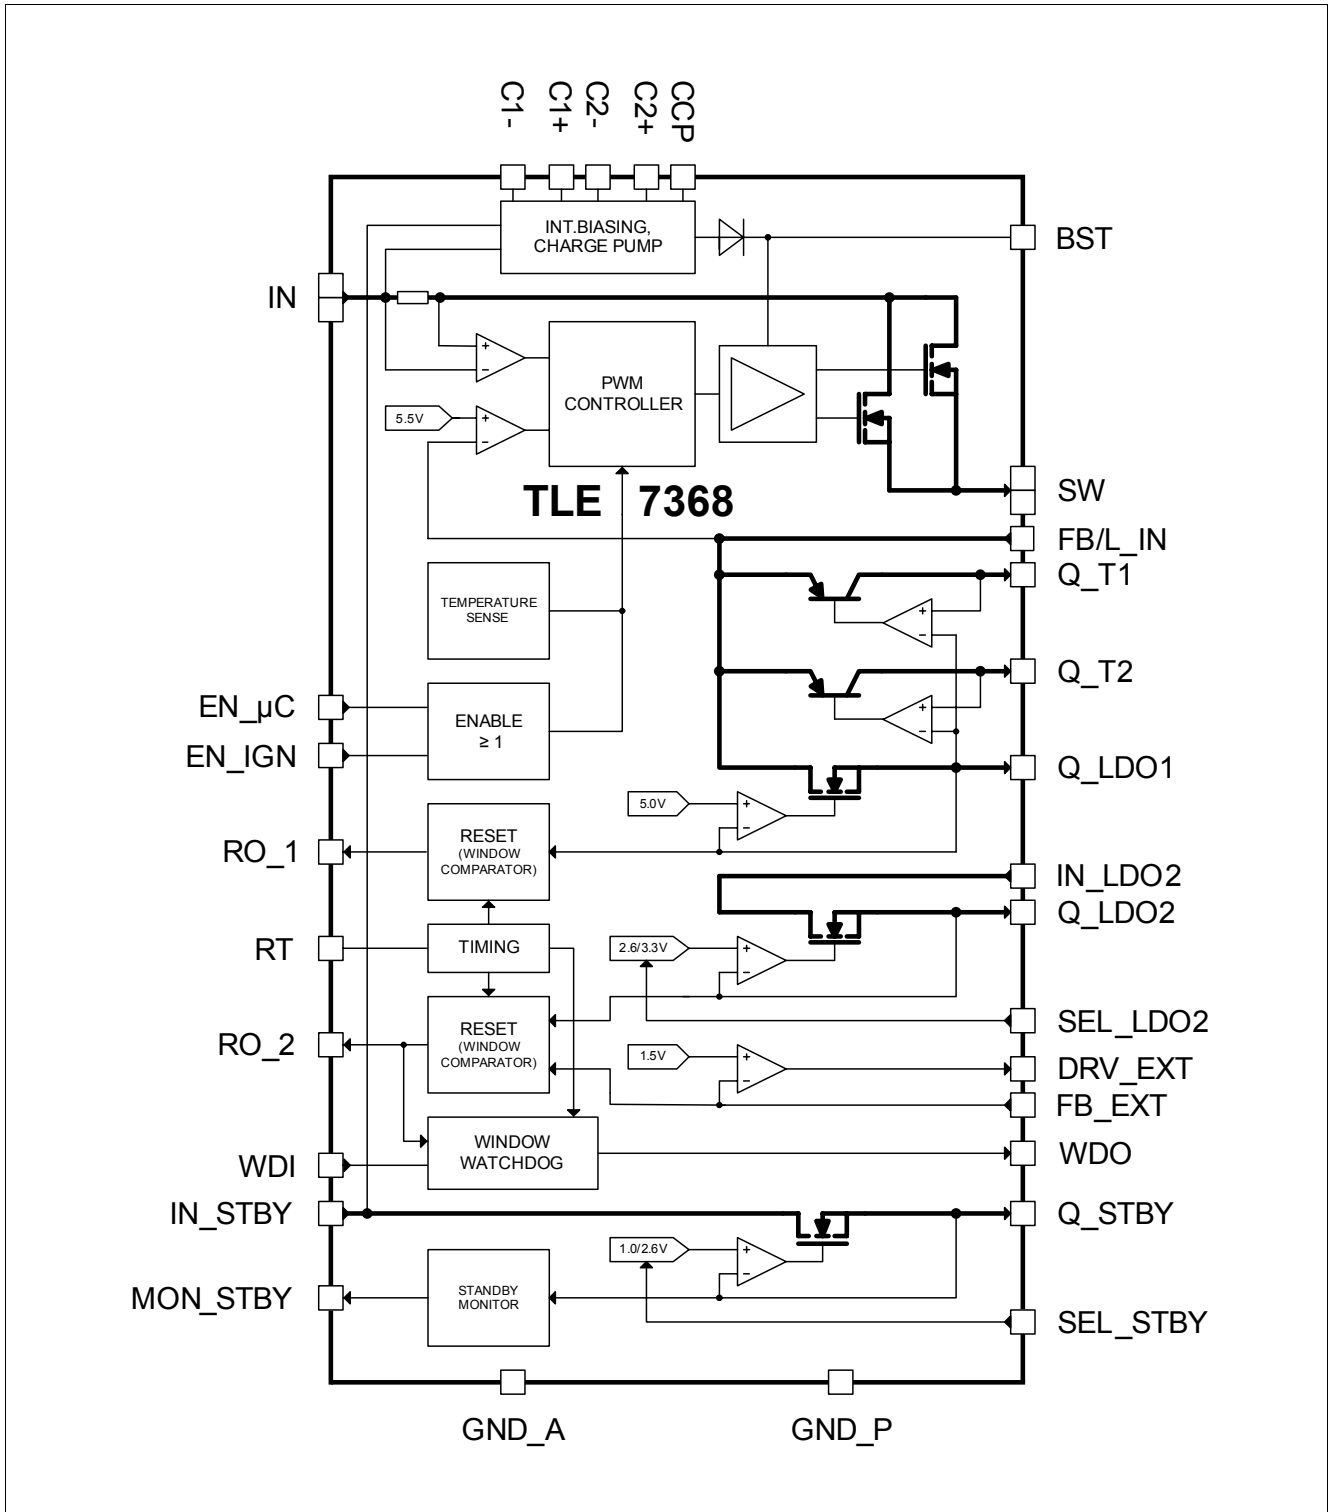 C1-
C1+
C2-
C2+
CCP
INT.BIASING,
CHARGE PUMP
BST
IN
+
−
PWM
CONTROLLER
5.5V
+
−
TLE 7368
SW
FB/L_IN
Q_T1
TEMPERATURE
SENSE
+
−
Q_T2
EN_µC
ENABLE
≥ 1
+
−
EN_IGN
Q_LDO1
5.0V
+
−
RO_1
RESET
(WINDOW
COMPARATOR)
IN_LDO2
Q_LDO2
RT
TIMING
2.6/3.3V
+
−
SEL_LDO2
RO_2
RESET
(WINDOW
COMPARATOR)
1.5V
+
−
DRV_EXT
FB_EXT
WDI
WINDOW
WATCHDOG
WDO
IN_STBY
Q_STBY
1.0/2.6V
+
−
MON_STBY
STANDBY
MONITOR
SEL_STBY
GND_A
GND_P